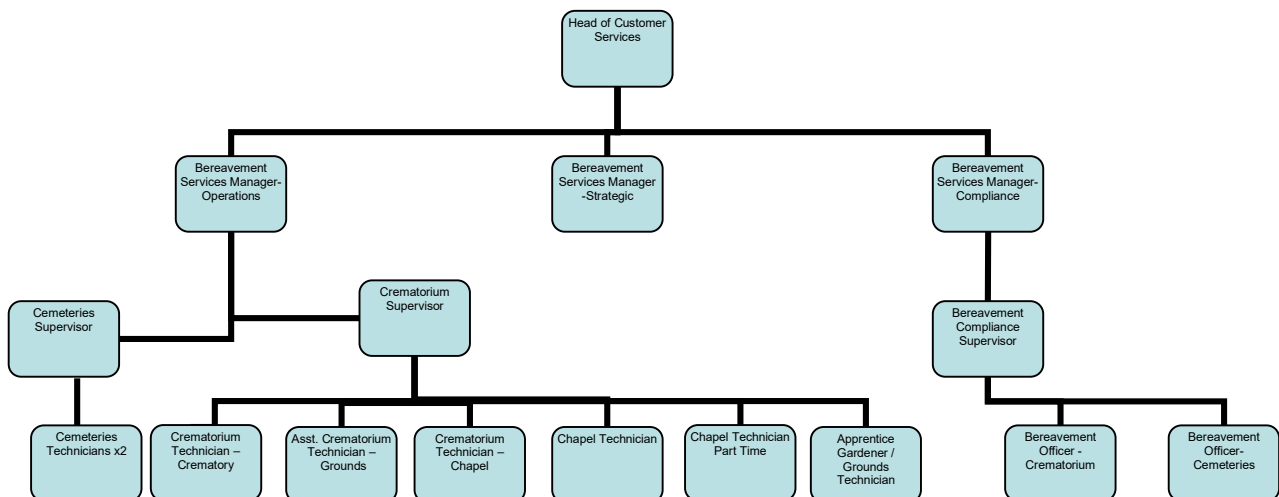 Head of Customer
Services
Bereavement
Services Manager-
Operations
Bereavement
Services Manager
-Strategic
Bereavement
Services Manager-
Compliance
Cemeteries
Supervisor
Crematorium
Supervisor
Bereavement
Compliance
Supervisor
Cemeteries
Technicians x2
Crematorium
Technician –
Crematory
Asst. Crematorium
Technician –
Grounds
Crematorium
Technician –
Chapel
Chapel Technician
Chapel Technician
Part Time
Apprentice
Gardener /
Grounds
Technician
Bereavement
Officer -
Crematorium
Bereavement
Officer-
Cemeteries